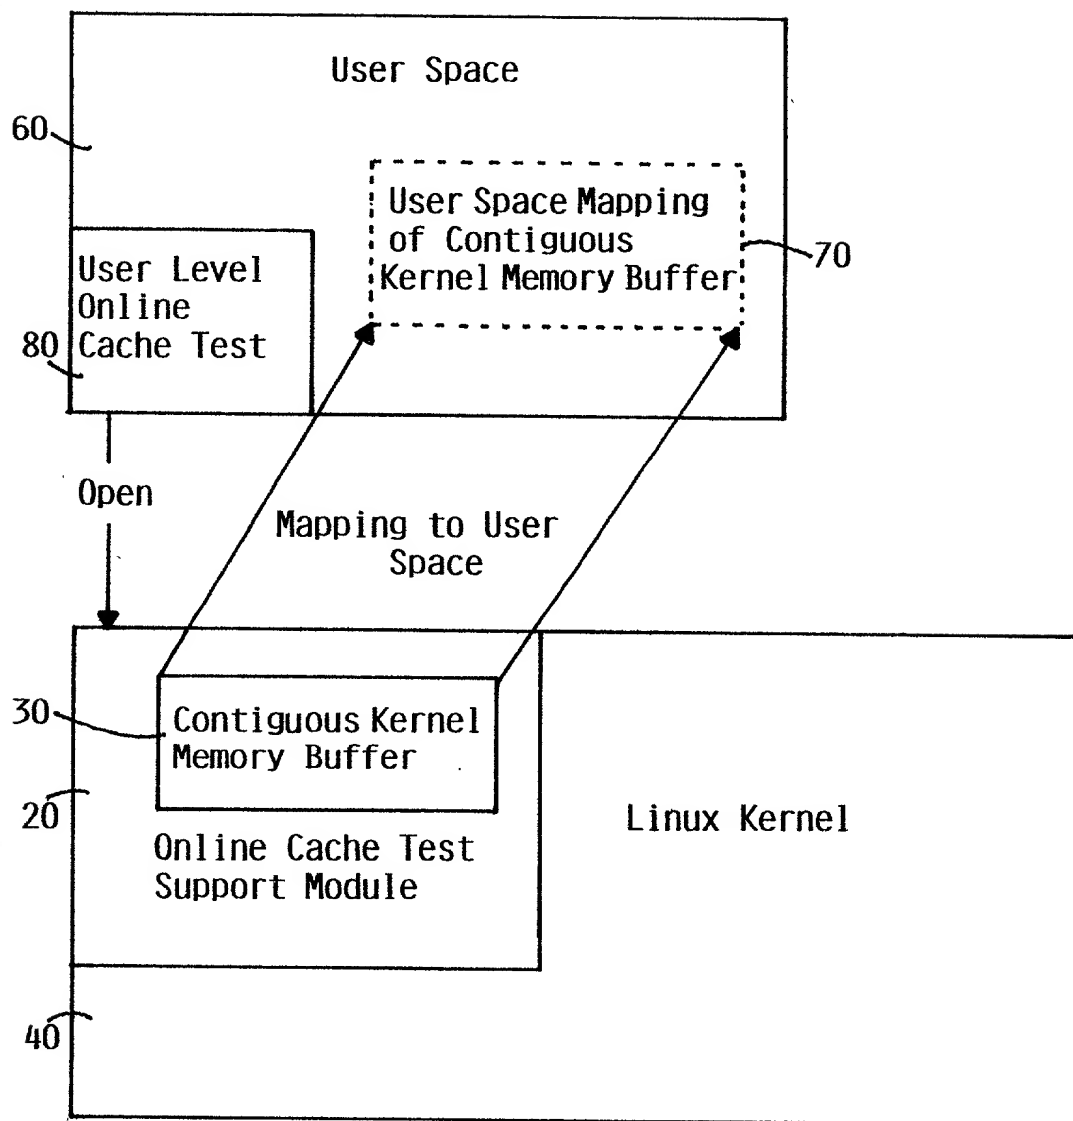 User Space
60
User Space Mapping
of Contiguous
Kernel Memory Buffer
70
User Level
Online
Cache Test
80
Open
Mapping to User
Space
30
Contiguous Kernel
Memory Buffer
20
Linux Kernel
Online Cache Test
Support Module
40